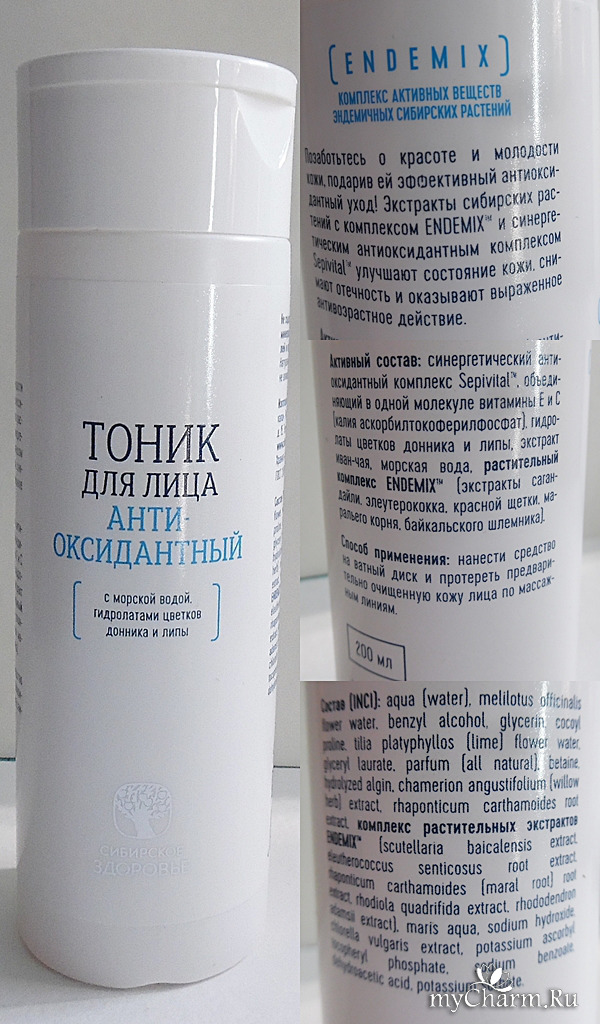 ТОНИК
ДЛЯ ЛИЦА
АНТИ-
ОКСИДАНТНЫЙ
с морской водой,
гидролатами цветков
донника и липы
СИБИРСКОЕ
ЗДОРОВЬЕ
[ENDEMIX]
КОМПЛЕКС АКТИВНЫХ ВЕЩЕСТВ
ЭНДЕМИЧНЫХ СИБИРСКИХ РАСТЕНИЙ
Позаботьтесь о красоте и молодости
кожи, подарив ей эффективный антиокси-
дантный уход! Экстракты сибирских рас-
тений с комплексом ENDEMIX™ и синерге-
тическим антиоксидантным комплексом
Sepivital™ улучшают состояние кожи, сни-
мают отечность и оказывают выраженное
антивозрастное действие.
Активный состав: синергетический анти-
оксидантный комплекс Sepivital™, объеди-
няющий в одной молекуле витамины Е и С
(калия аскорбилтокоферилфосфат), гидро-
латы цветков донника и липы, экстракт
иван-чая, морская вода, растительный
комплекс ENDEMIX™ (экстракты саган-
дайли, элеутерококка, красной щетки, ма-
ральего корня, байкальского шлемника).
Способ применения: нанести средство
на ватный диск и протереть предвари-
тельно очищенную кожу лица по массаж-
ным линиям.
200 мл
Состав (INCI): aqua (water), melilotus officinalis
flower water, benzyl alcohol, glycerin, cocoyl
proline, tilia platyphyllos (lime) flower water,
glyceryl laurate, parfum (all natural), betaine,
hydrolyzed algin, chamerion angustifolium (willow
herb) extract, rhaponticum carthamoides root
extract, комплекс растительных экстрактов
ENDEMIX™ (scutellaria baicalensis extract,
eleutherococcus senticosus root extract,
rhaponticum carthamoides (maral root) root
extract, rhodiola quadrifida extract, rhododendron
adamsii extract), maris aqua, sodium hydroxide,
chlorella vulgaris extract, potassium ascorbyl
tocopheryl phosphate, sodium benzoate,
dehydroacetic acid, potassium
myCharm.Ru